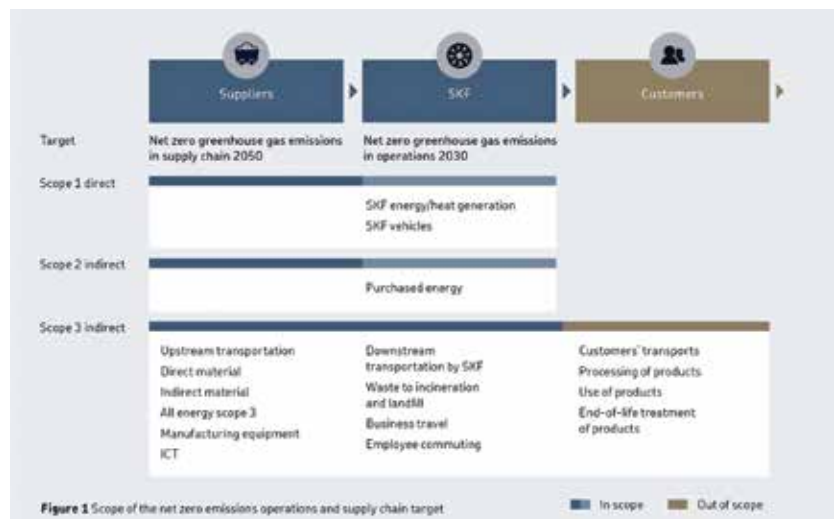 Suppliers
SKF
Customers
Target
Net zero greenhouse gas emissions
in supply chain 2050
Net zero greenhouse gas emissions
in operations 2030
Scope 1 direct
SKF energy/heat generation
SKF vehicles
Scope 2 indirect
Purchased energy
Scope 3 indirect
Upstream transportation
Direct material
Indirect material
All energy scope 3
Manufacturing equipment
ICT
Downstream
transportation by SKF
Waste to incineration
and landfill
Business travel
Employee commuting
Customers' transports
Processing of products
Use of products
End-of-life treatment
of products
Figure 1 Scope of the net zero emissions operations and supply chain target
In scope
Out of scope